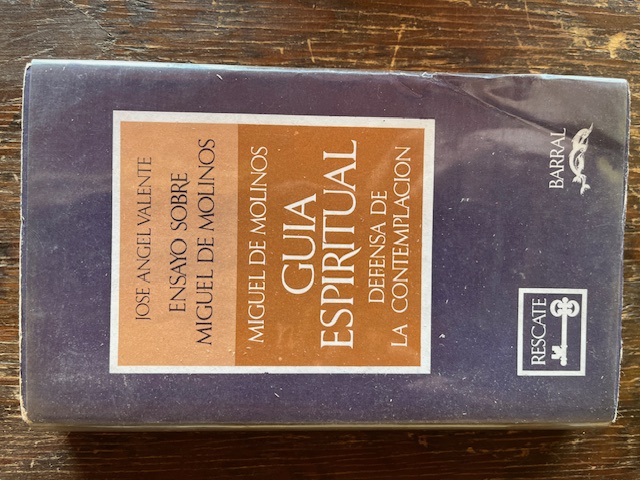 JOSE ANGEL VALENTE
ENSAYO SOBRE
MIGUEL DE MOLINOS
MIGUEL DE MOLINOS
GUIA
ESPIRITUAL
DEFENSA DE
LA CONTEMPLACION
RESCATE
BARRAL